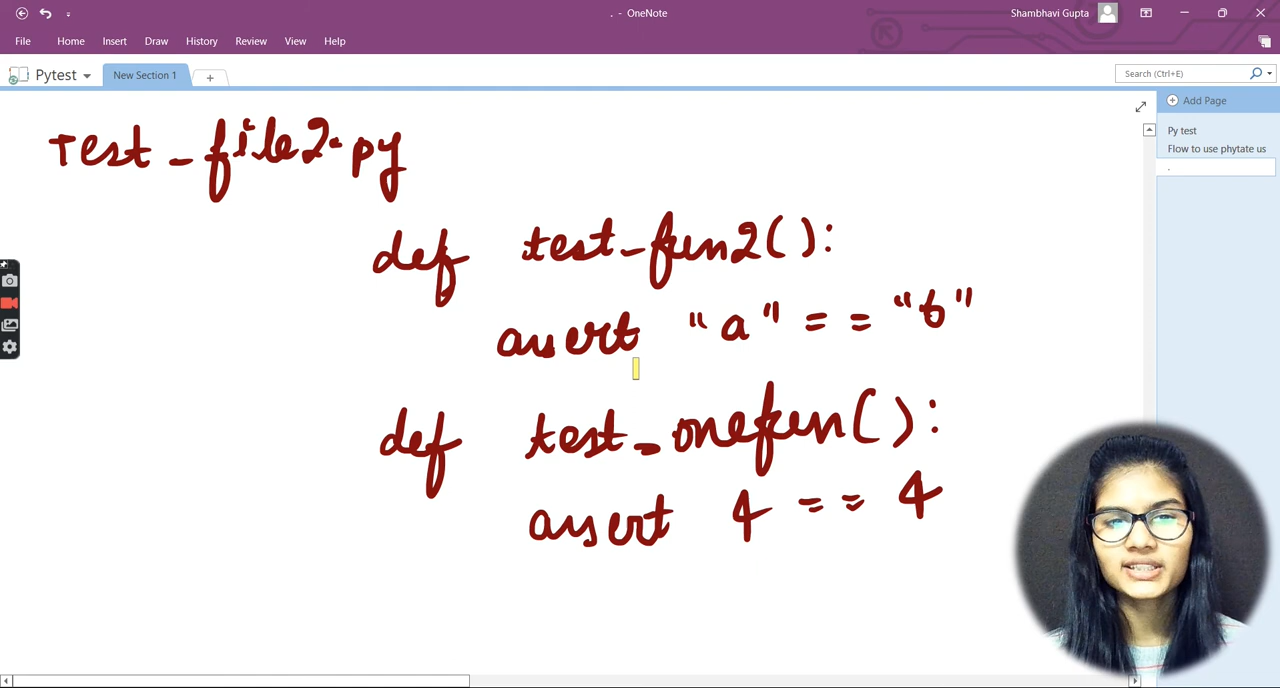 . - OneNote
Shambhavi Gupta
File Home Insert Draw History Review View Help
Pytest
New Section 1
Search (Ctrl+E)
Add Page
Py test
Flow to use phytate us
.
Test_file2.py
def test_fun2():
assert "a" == "b"
def test_onefun():
assert 4 == 4